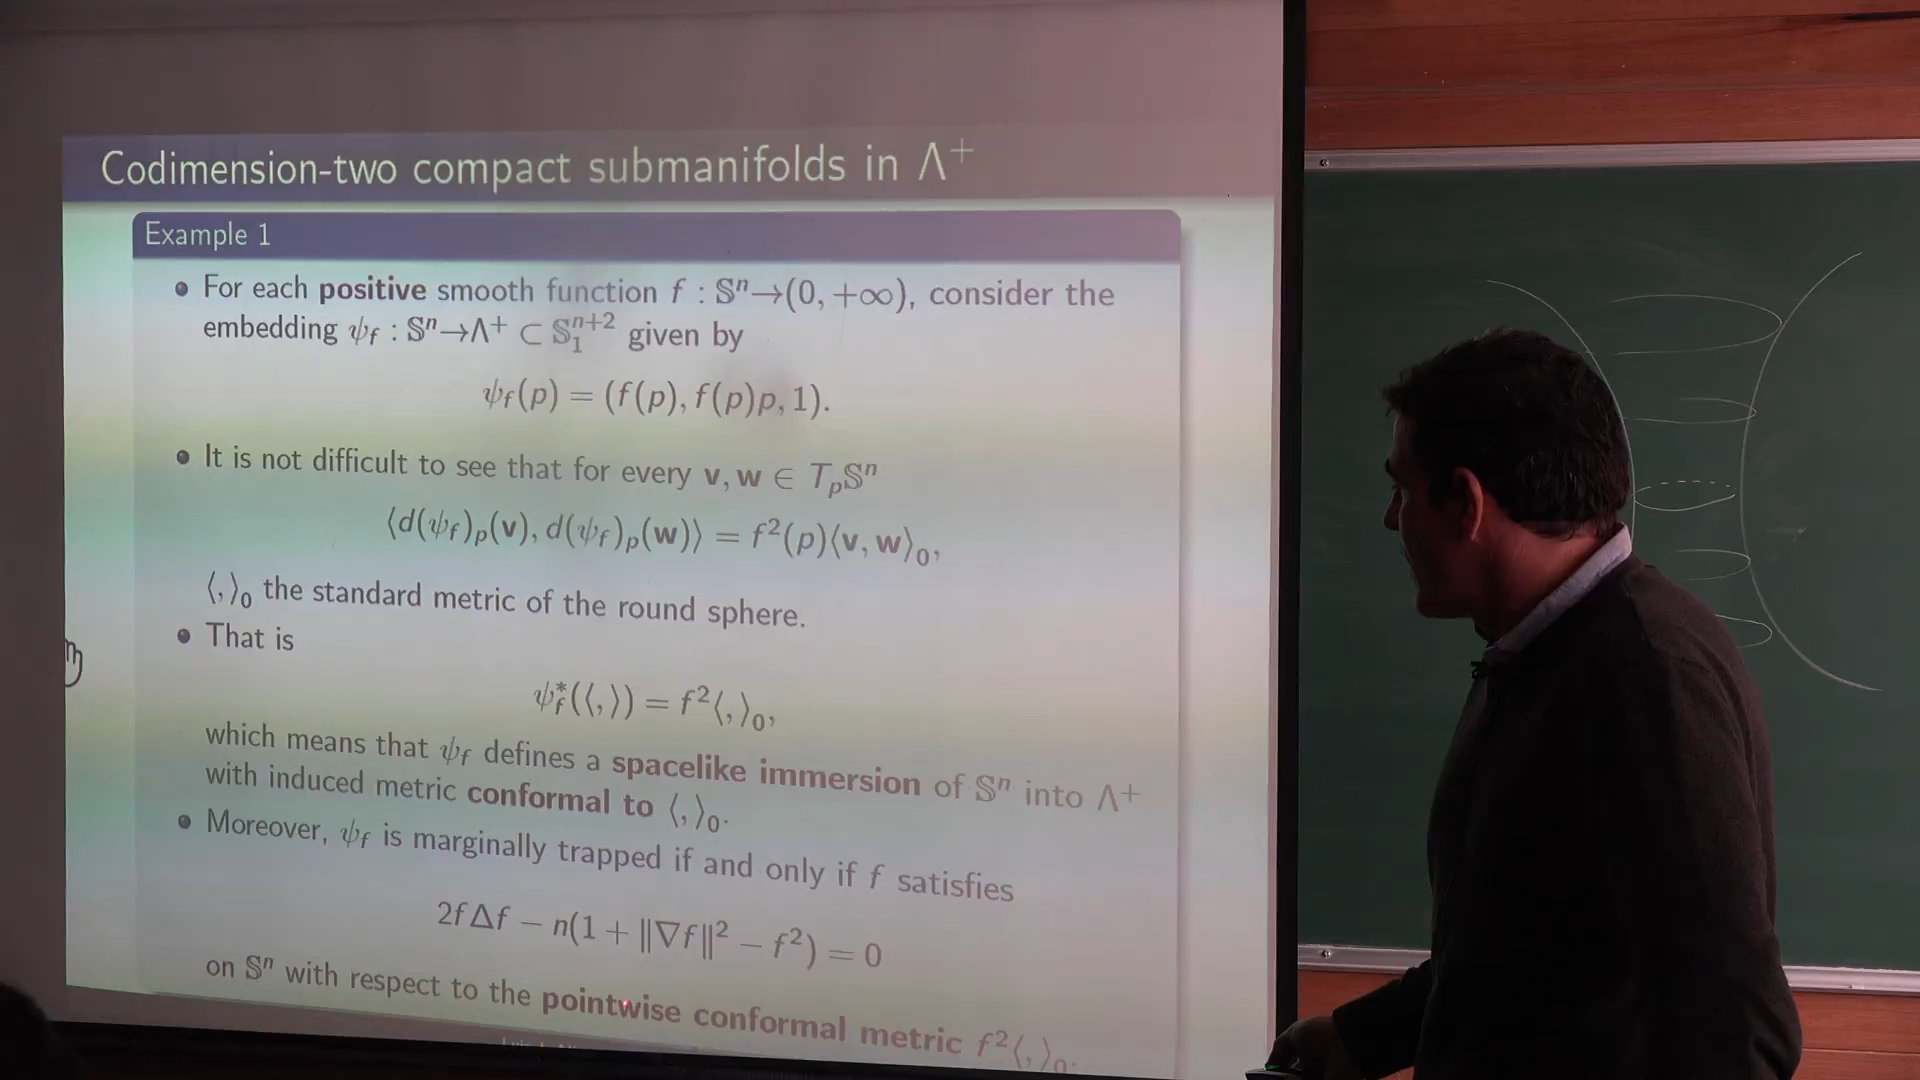 Codimension-two compact submanifolds in Λ⁺
Example 1
• For each positive smooth function f : 𝕊ⁿ→(0, +∞), consider the
embedding ψ_f : 𝕊ⁿ→Λ⁺ ⊂ 𝕊₁ⁿ⁺² given by
ψ_f(p) = (f(p), f(p)p, 1).
• It is not difficult to see that for every v, w ∈ T_p𝕊ⁿ
⟨d(ψ_f)_p(v), d(ψ_f)_p(w)⟩ = f²(p)⟨v, w⟩₀,
⟨,⟩₀ the standard metric of the round sphere.
• That is
ψ_f*(⟨,⟩) = f²⟨,⟩₀,
which means that ψ_f defines a spacelike immersion of 𝕊ⁿ into Λ⁺
with induced metric conformal to ⟨,⟩₀.
• Moreover, ψ_f is marginally trapped if and only if f satisfies
2fΔf − n(1 + ‖∇f‖² − f²) = 0
on 𝕊ⁿ with respect to the pointwise conformal metric f²⟨,⟩₀.